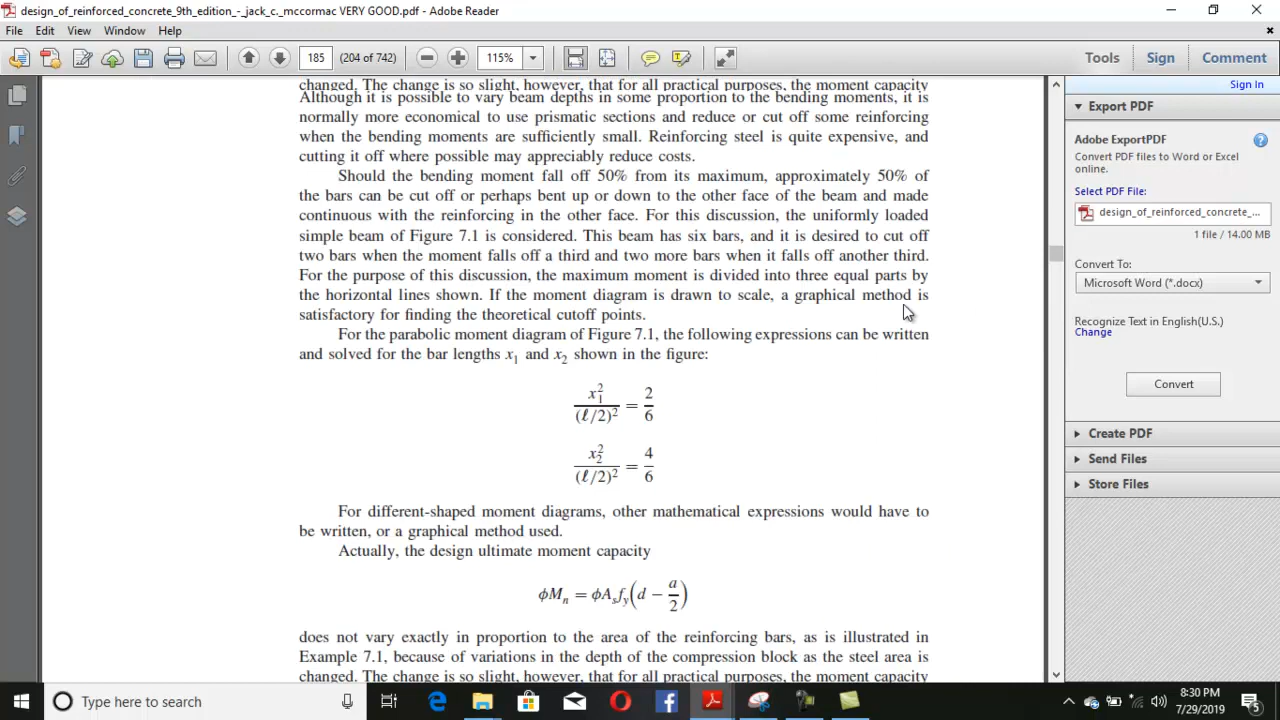 design_of_reinforced_concrete_9th_edition_-_jack_c._mccormac VERY GOOD.pdf - Adobe Reader
File Edit View Window Help
185 (204 of 742) 115% Tools Sign Comment
changed. The change is so slight, however, that for all practical purposes, the moment capacity
Although it is possible to vary beam depths in some proportion to the bending moments, it is
normally more economical to use prismatic sections and reduce or cut off some reinforcing
when the bending moments are sufficiently small. Reinforcing steel is quite expensive, and
cutting it off where possible may appreciably reduce costs.
Should the bending moment fall off 50% from its maximum, approximately 50% of
the bars can be cut off or perhaps bent up or down to the other face of the beam and made
continuous with the reinforcing in the other face. For this discussion, the uniformly loaded
simple beam of Figure 7.1 is considered. This beam has six bars, and it is desired to cut off
two bars when the moment falls off a third and two more bars when it falls off another third.
For the purpose of this discussion, the maximum moment is divided into three equal parts by
the horizontal lines shown. If the moment diagram is drawn to scale, a graphical method is
satisfactory for finding the theoretical cutoff points.
For the parabolic moment diagram of Figure 7.1, the following expressions can be written
and solved for the bar lengths x₁ and x₂ shown in the figure:
x₁²/(ℓ/2)² = 2/6
x₂²/(ℓ/2)² = 4/6
For different-shaped moment diagrams, other mathematical expressions would have to
be written, or a graphical method used.
Actually, the design ultimate moment capacity
ϕMₙ = ϕAₛfᵧ(d − a/2)
does not vary exactly in proportion to the area of the reinforcing bars, as is illustrated in
Example 7.1, because of variations in the depth of the compression block as the steel area is
changed. The change is so slight, however, that for all practical purposes, the moment capacity
Sign In
Export PDF
Adobe ExportPDF
Convert PDF files to Word or Excel
online.
Select PDF File:
design_of_reinforced_concrete_...
1 file / 14.00 MB
Convert To:
Microsoft Word (*.docx)
Recognize Text in English(U.S.)
Change
Convert
Create PDF
Send Files
Store Files
Type here to search
8:30 PM
7/29/2019
5